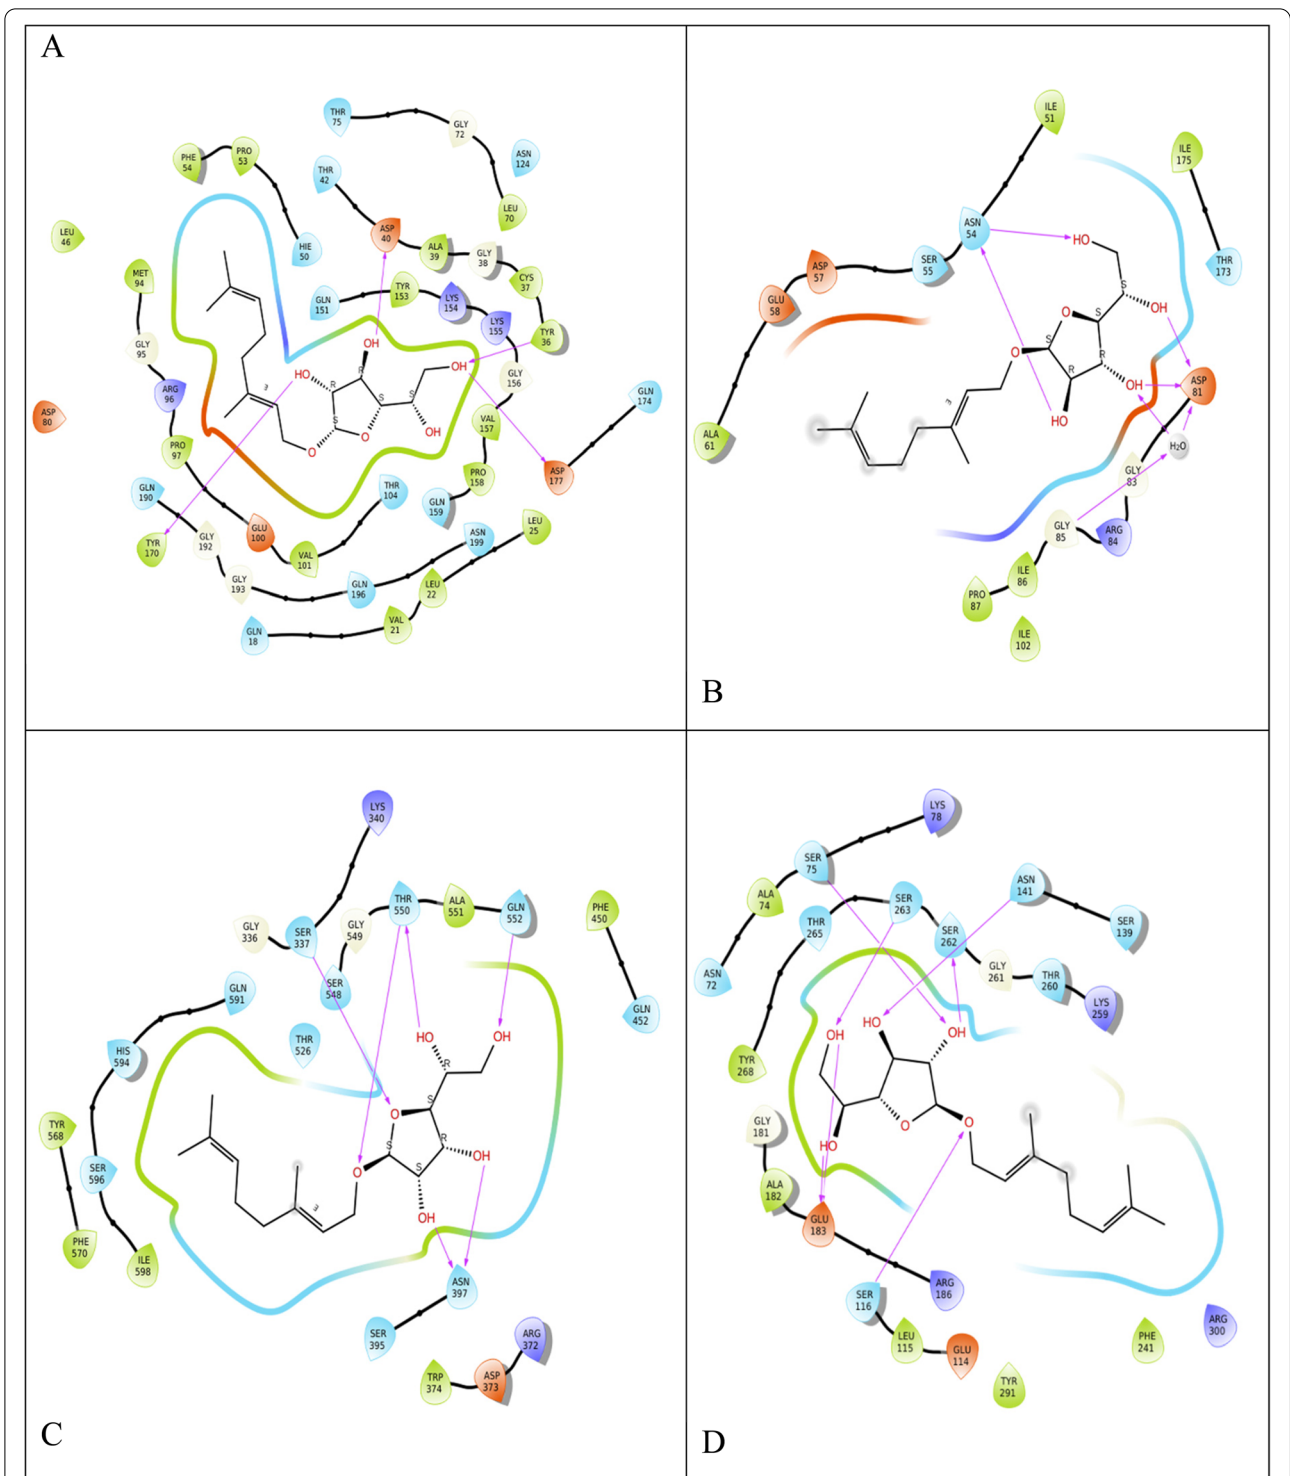 A
THR
75
GLY
72
ASN
124
PHE
54
PRO
53
THR
42
LEU
70
LEU
46
HIE
50
ASP
40
ALA
39
GLY
38
CYS
37
MET
94
GLN
151
TYR
153
LYS
154
LYS
155
TYR
36
GLY
95
OH
OH
GLY
156
ARG
96
HO
R
R
S
S
S
3
GLN
174
ASP
80
O
O
OH
VAL
157
PRO
97
PRO
158
ASP
177
GLN
190
THR
104
GLN
159
TYR
170
GLY
192
GLU
100
VAL
101
ASN
199
LEU
25
GLY
193
GLN
196
LEU
22
GLN
18
VAL
21
ILE
51
ILE
175
ASN
54
HO
SER
55
ASP
57
THR
173
GLU
58
S
OH
O
S
S
O
R
R
OH
ASP
81
3
HO
ALA
61
H₂O
GLY
83
GLY
85
ARG
84
ILE
86
PRO
87
ILE
102
B
LYS
340
GLY
336
SER
337
GLY
549
THR
550
ALA
551
GLN
552
PHE
450
GLN
591
SER
548
GLN
452
HIS
594
THR
526
HO
OH
R
S
O
R
S
S
OH
TYR
568
SER
596
O
3
OH
PHE
570
ILE
598
ASN
397
SER
395
ARG
372
TRP
374
ASP
373
C
LYS
78
SER
75
ALA
74
ASN
141
THR
265
SER
263
SER
262
SER
139
ASN
72
GLY
261
THR
260
LYS
259
HO
OH
OH
TYR
268
GLY
181
O
O
HO
ALA
182
GLU
183
SER
116
ARG
186
LEU
115
GLU
114
TYR
291
PHE
241
ARG
300
D